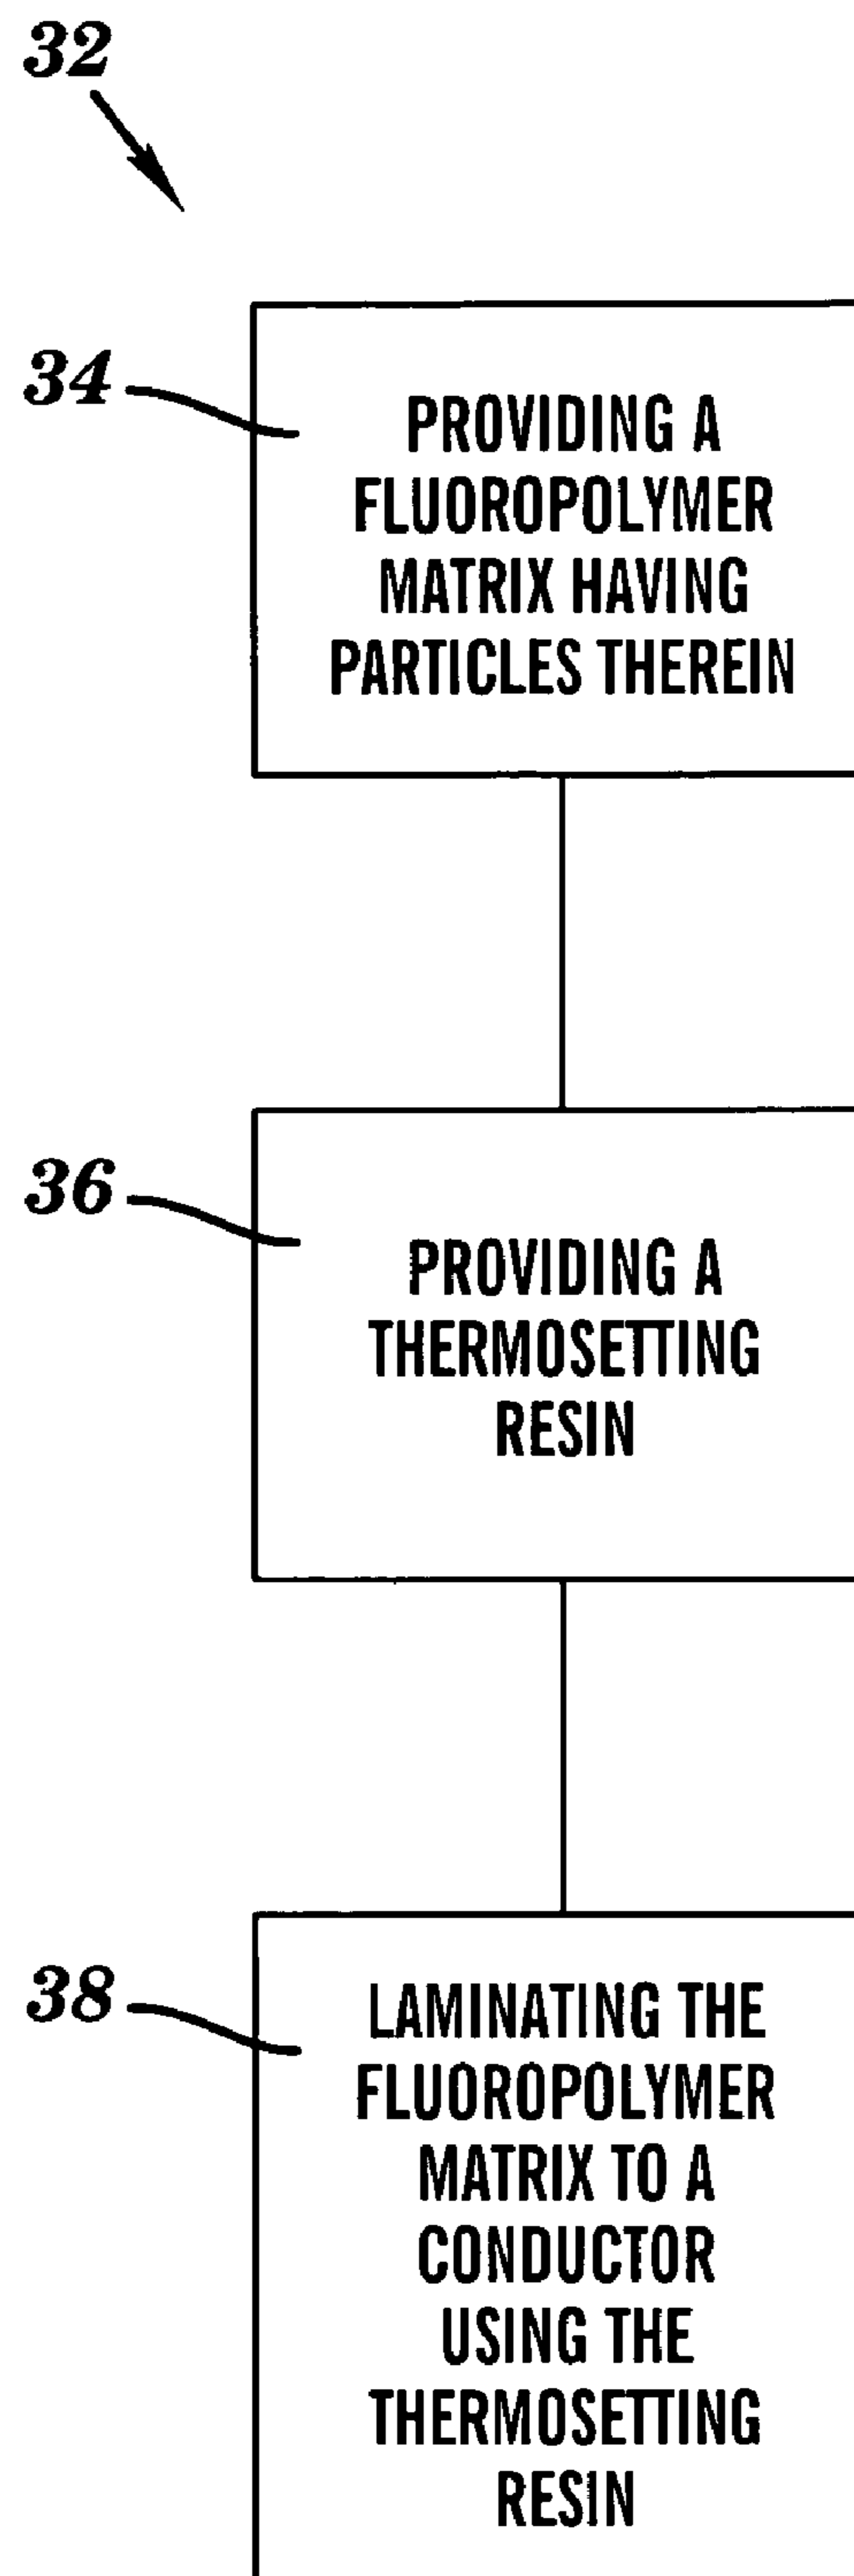 32
34
PROVIDING A
FLUOROPOLYMER
MATRIX HAVING
PARTICLES THEREIN
36
PROVIDING A
THERMOSETTING
RESIN
38
LAMINATING THE
FLUOROPOLYMER
MATRIX TO A
CONDUCTOR
USING THE
THERMOSETTING
RESIN